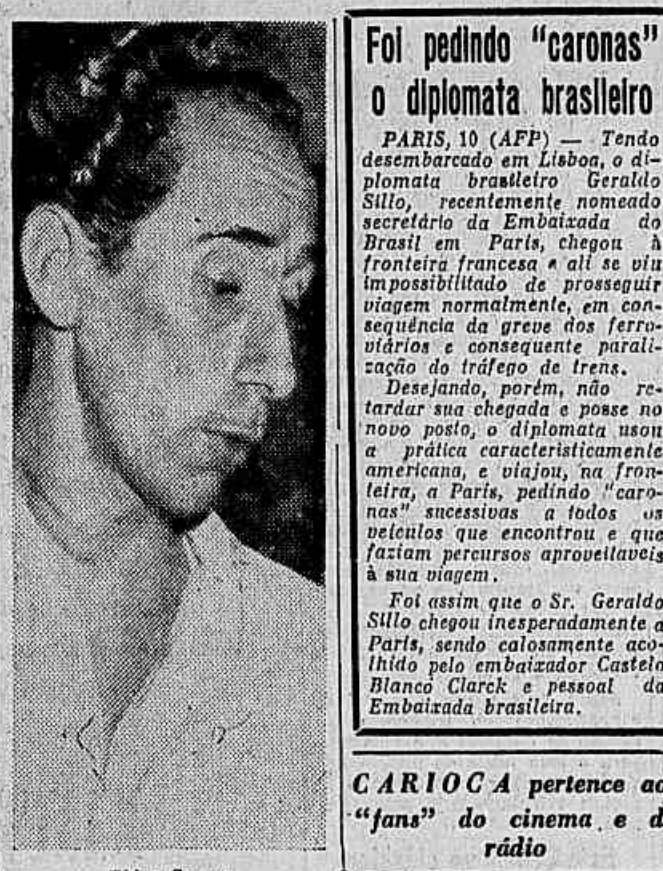 Foi pedindo "caronas"
o diplomata brasileiro
PARIS, 10 (AFP) — Tendo
desembarcado em Lisboa, o di-
plomata brasileiro Geraldo
Sillo, recentemente nomeado
secretário da Embaixada do
Brasil em Paris, chegou à
fronteira francesa e ali se viu
impossibilitado de prosseguir
viagem normalmente, em con-
sequência da greve dos ferro-
viários e consequente parali-
zação do tráfego de trens.
Desejando, porém, não re-
tardar sua chegada e posse no
novo posto, o diplomata usou
a prática caracteristicamente
americana, e viajou, na fron-
teira, a Paris, pedindo "caro-
nas" sucessivas a todos os
veículos que encontrou e que
faziam percursos aproveitaveis
à sua viagem.
Foi assim que o Sr. Geraldo
Sillo chegou inesperadamente a
Paris, sendo calosamente aco-
lhido pelo embaixador Castelo
Blanco Clarck e pessoal da
Embaixada brasileira.
CARIOCA pertence ao
"fans" do cinema e d
rádio